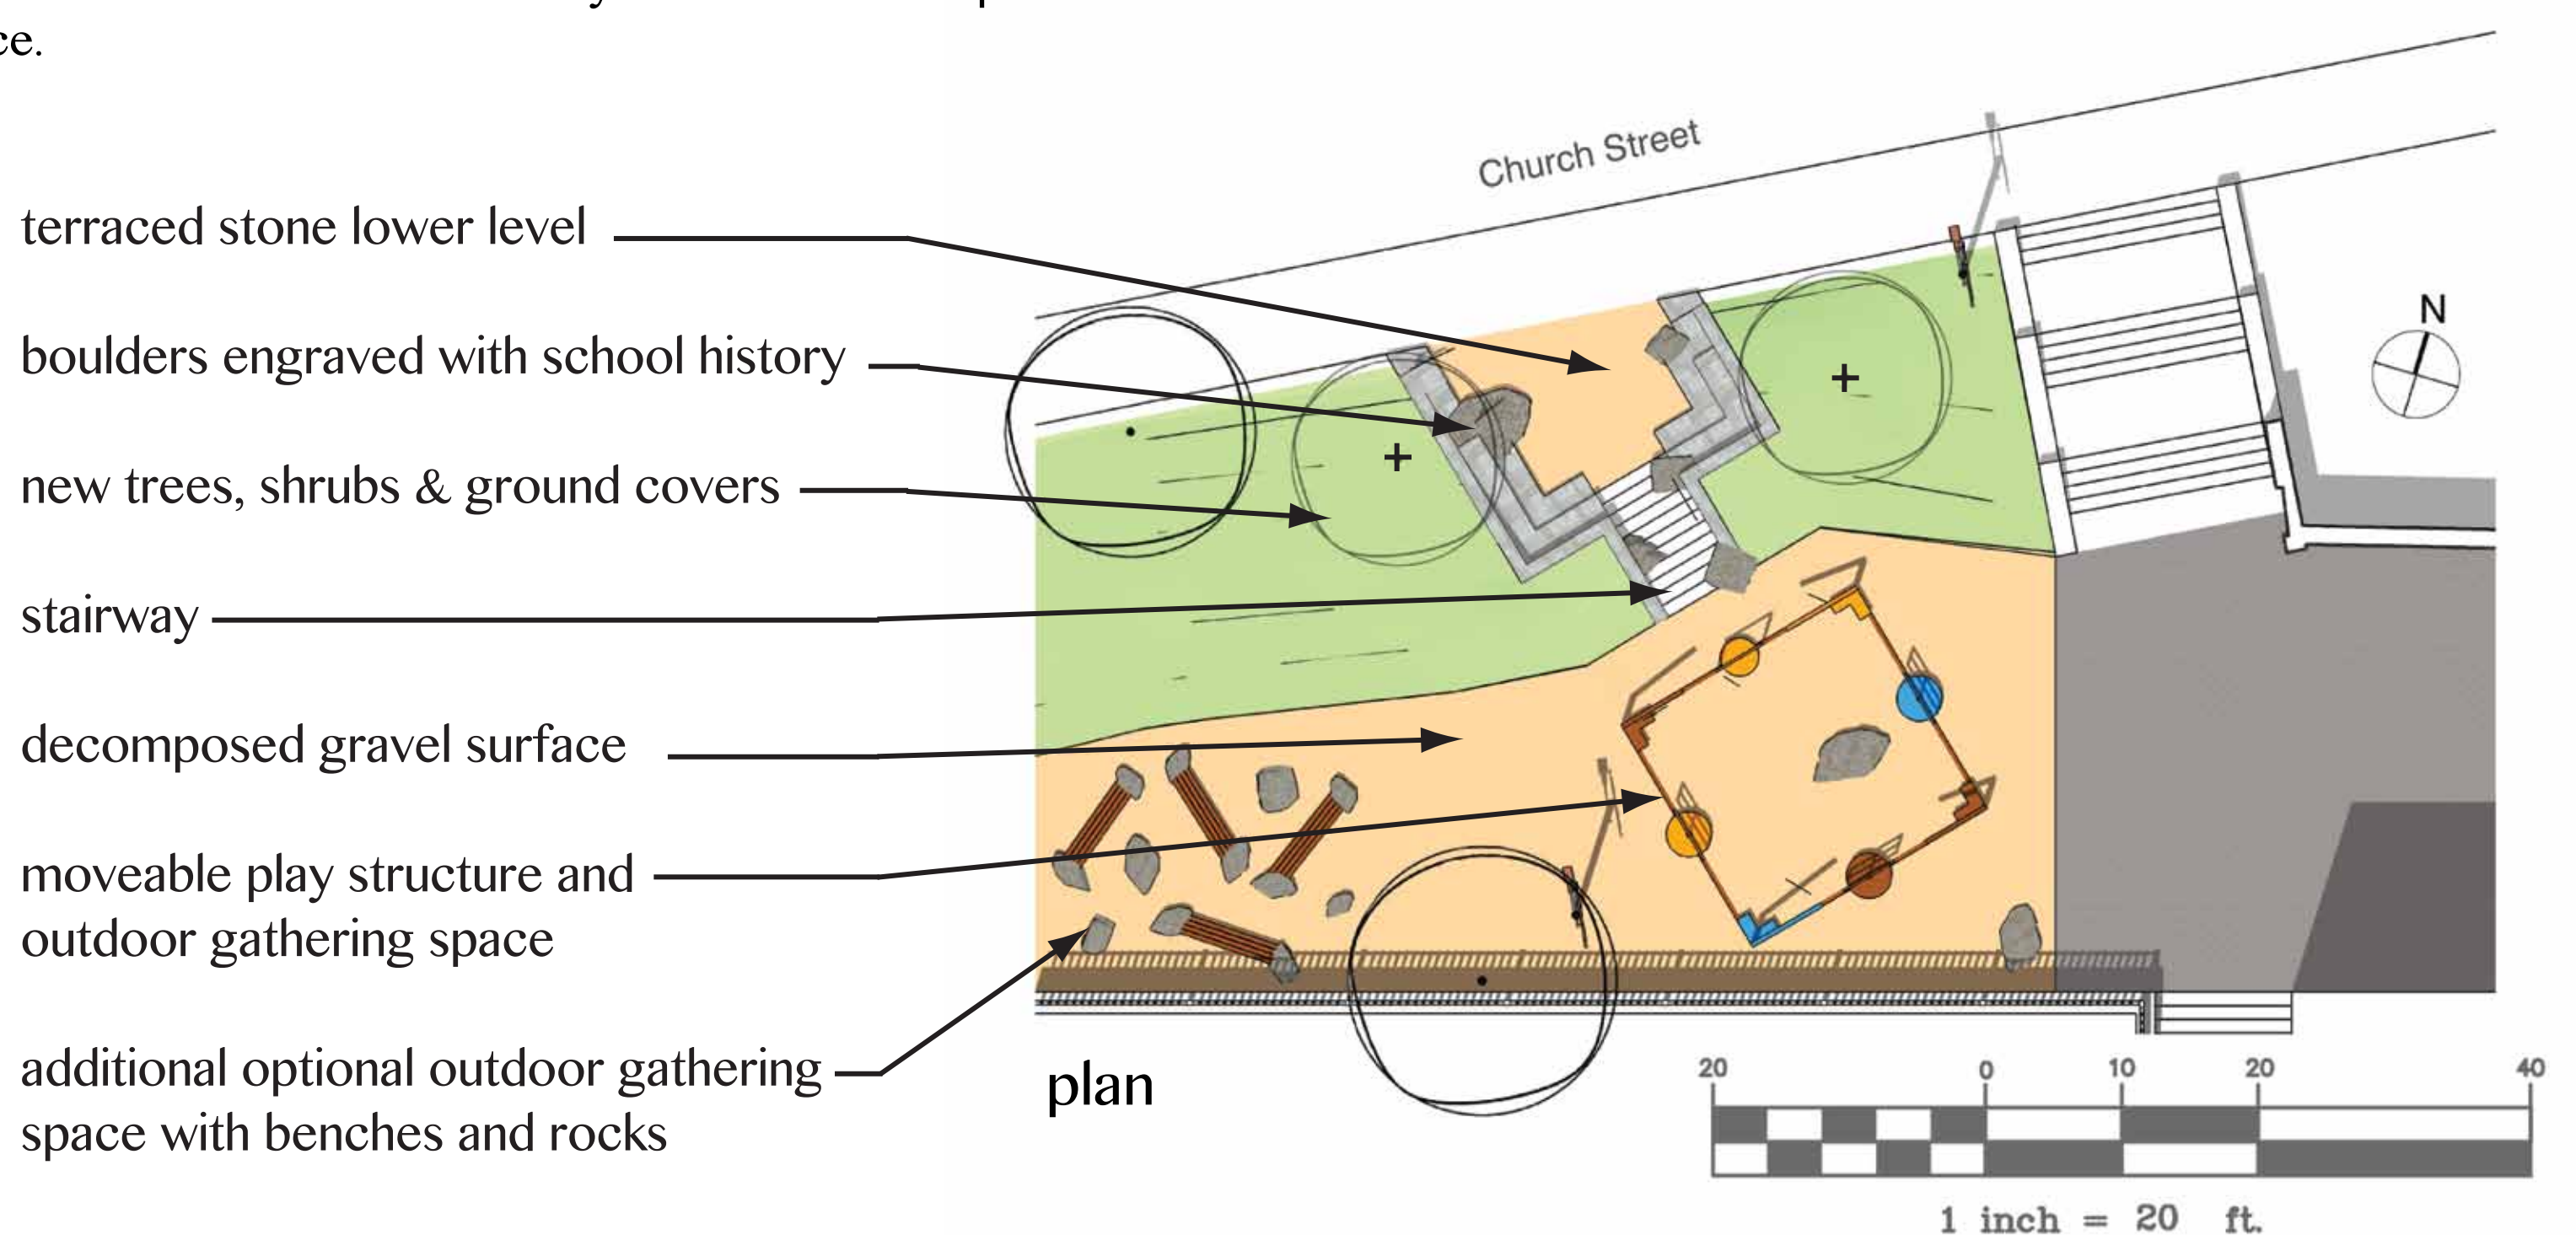 ce.
Church Street
terraced stone lower level
N
boulders engraved with school history
new trees, shrubs & ground covers
stairway
decomposed gravel surface
moveable play structure and
outdoor gathering space
additional optional outdoor gathering
space with benches and rocks
plan
20 0 10 20 40
1 inch = 20 ft.